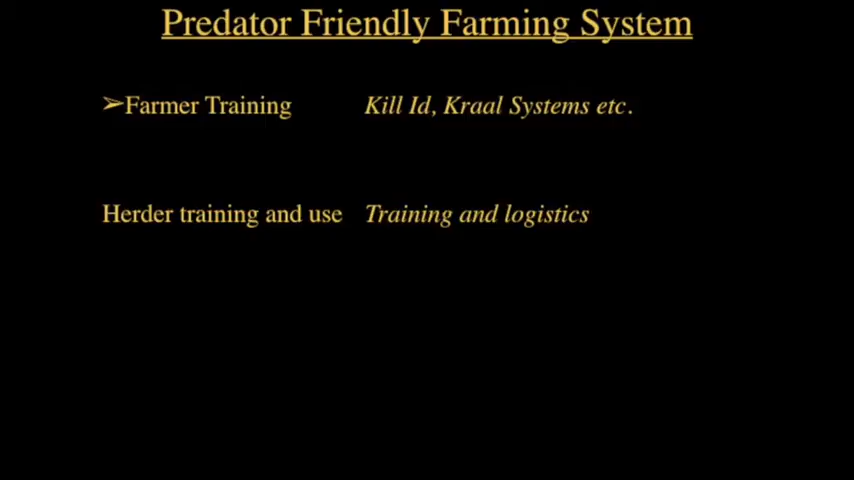 Predator Friendly Farming System
➢Farmer Training Kill Id, Kraal Systems etc.
Herder training and use Training and logistics